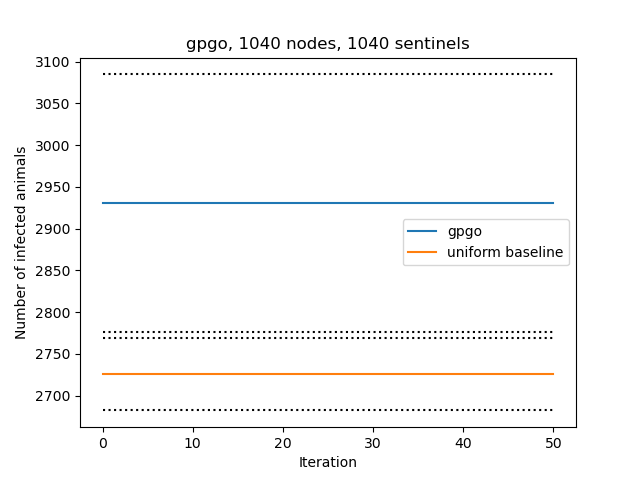 gpgo, 1040 nodes, 1040 sentinels
3100
3050
3000
2950
2900
2850
2800
2750
2700
Number of infected animals
gpgo
uniform baseline
0 10 20 30 40 50
Iteration